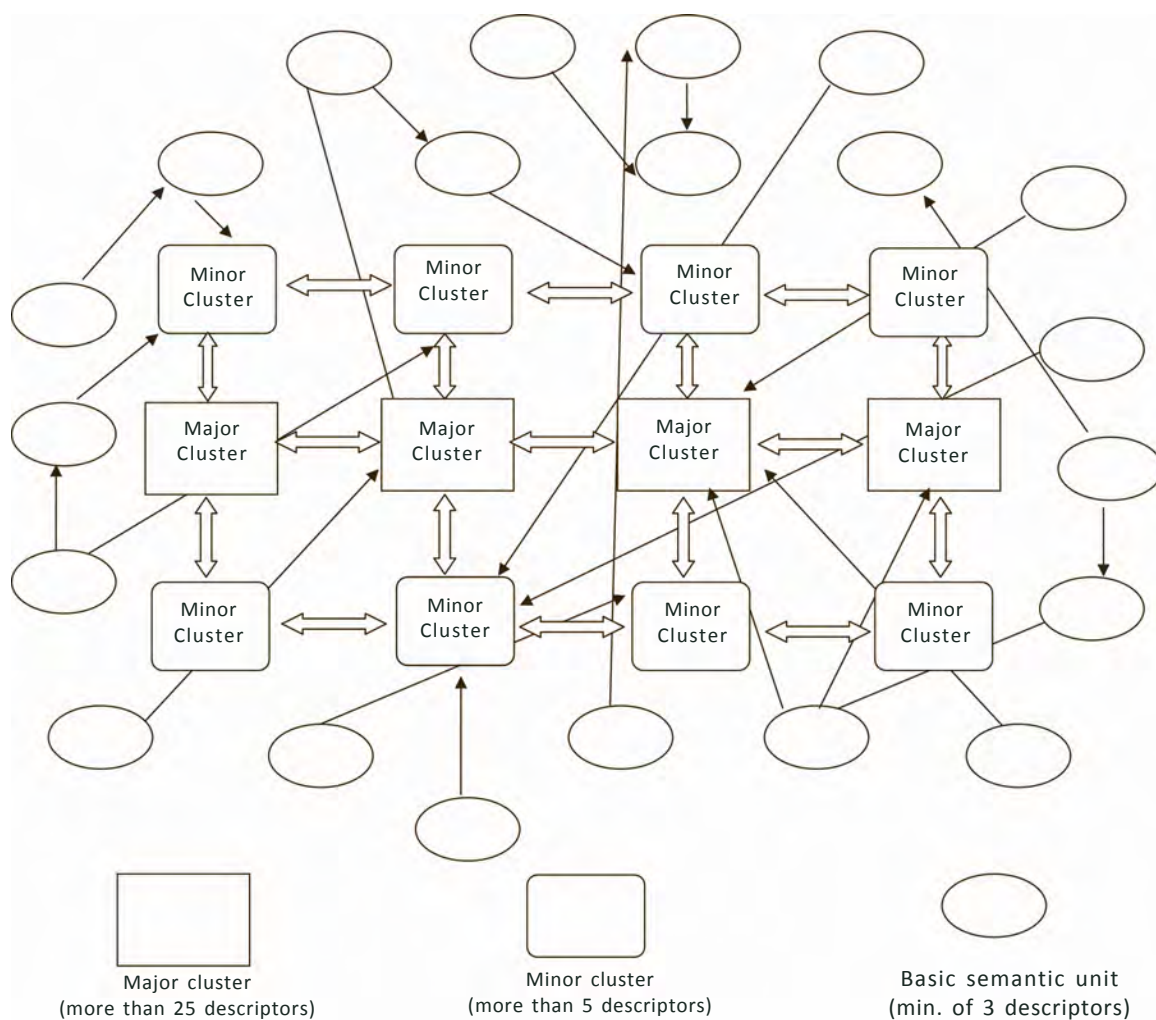 Minor
Cluster
Minor
Cluster
Minor
Cluster
Minor
Cluster
Major
Cluster
Major
Cluster
Major
Cluster
Major
Cluster
Minor
Cluster
Minor
Cluster
Minor
Cluster
Minor
Cluster
Major cluster
(more than 25 descriptors)
Minor cluster
(more than 5 descriptors)
Basic semantic unit
(min. of 3 descriptors)